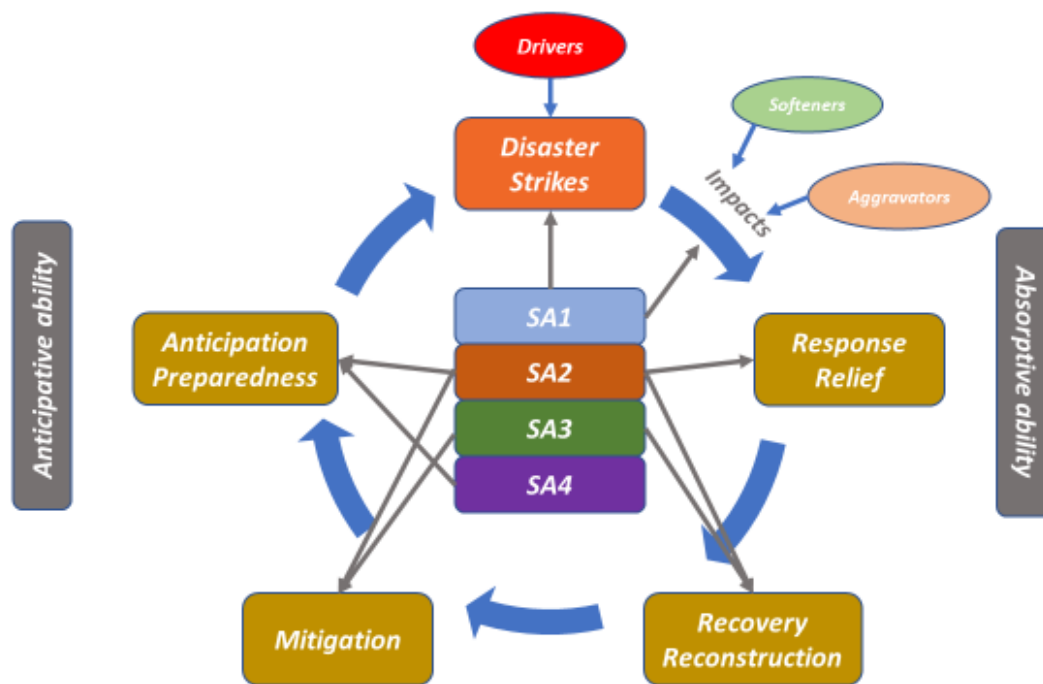 Drivers
Softeners
Disaster
Strikes
Impacts
Aggravators
Anticipative ability
Absorptive ability
SA1
Anticipation
Preparedness
SA2
Response
Relief
SA3
SA4
Mitigation
Recovery
Reconstruction